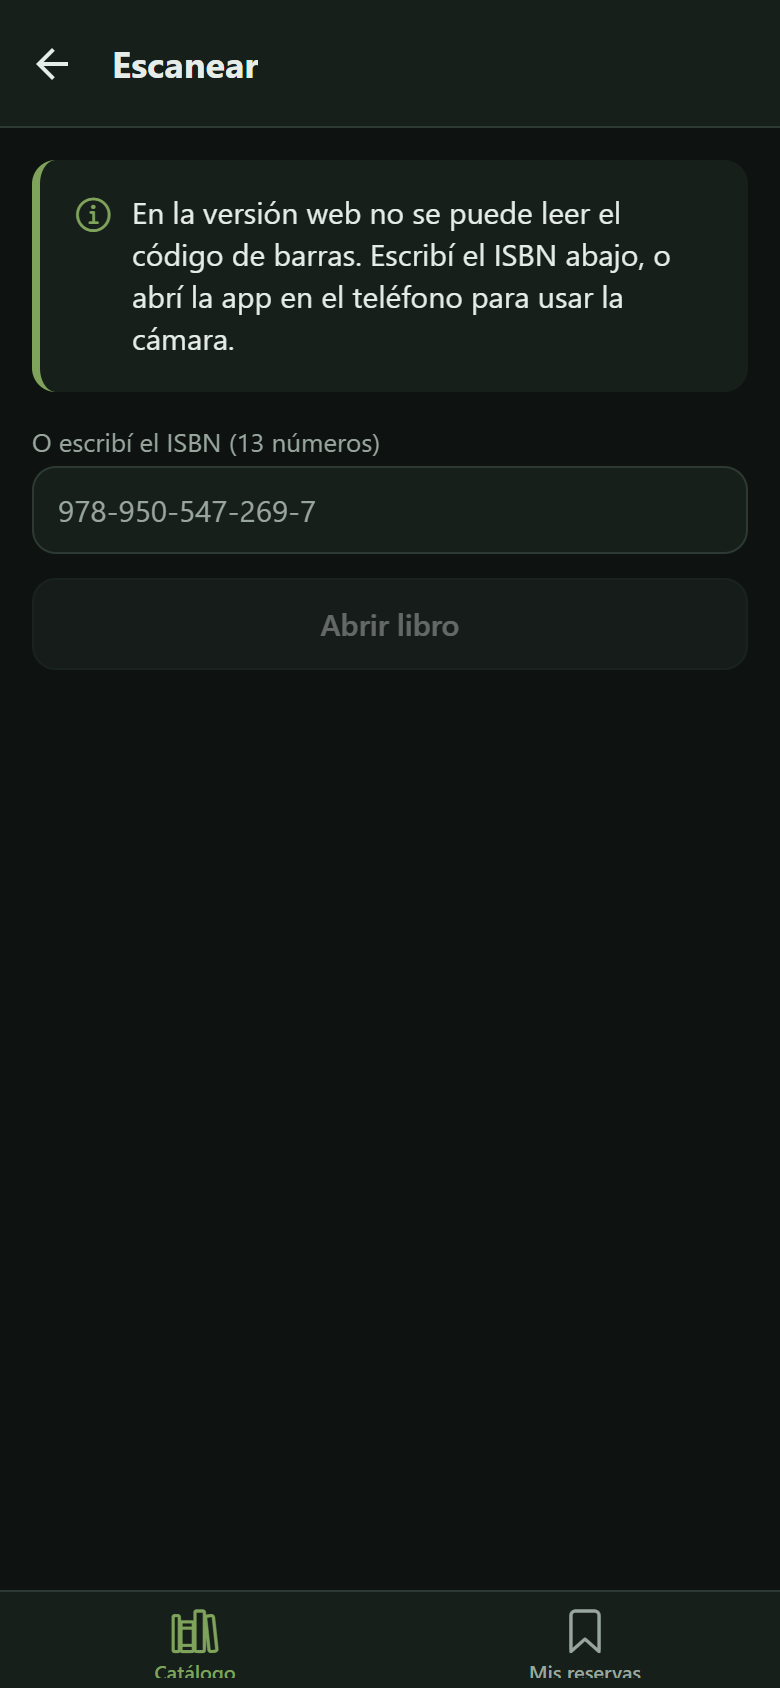 Escanear
En la versión web no se puede leer el
código de barras. Escribí el ISBN abajo, o
abrí la app en el teléfono para usar la
cámara.
O escribí el ISBN (13 números)
978-950-547-269-7
Abrir libro
Catálogo
Mis reservas